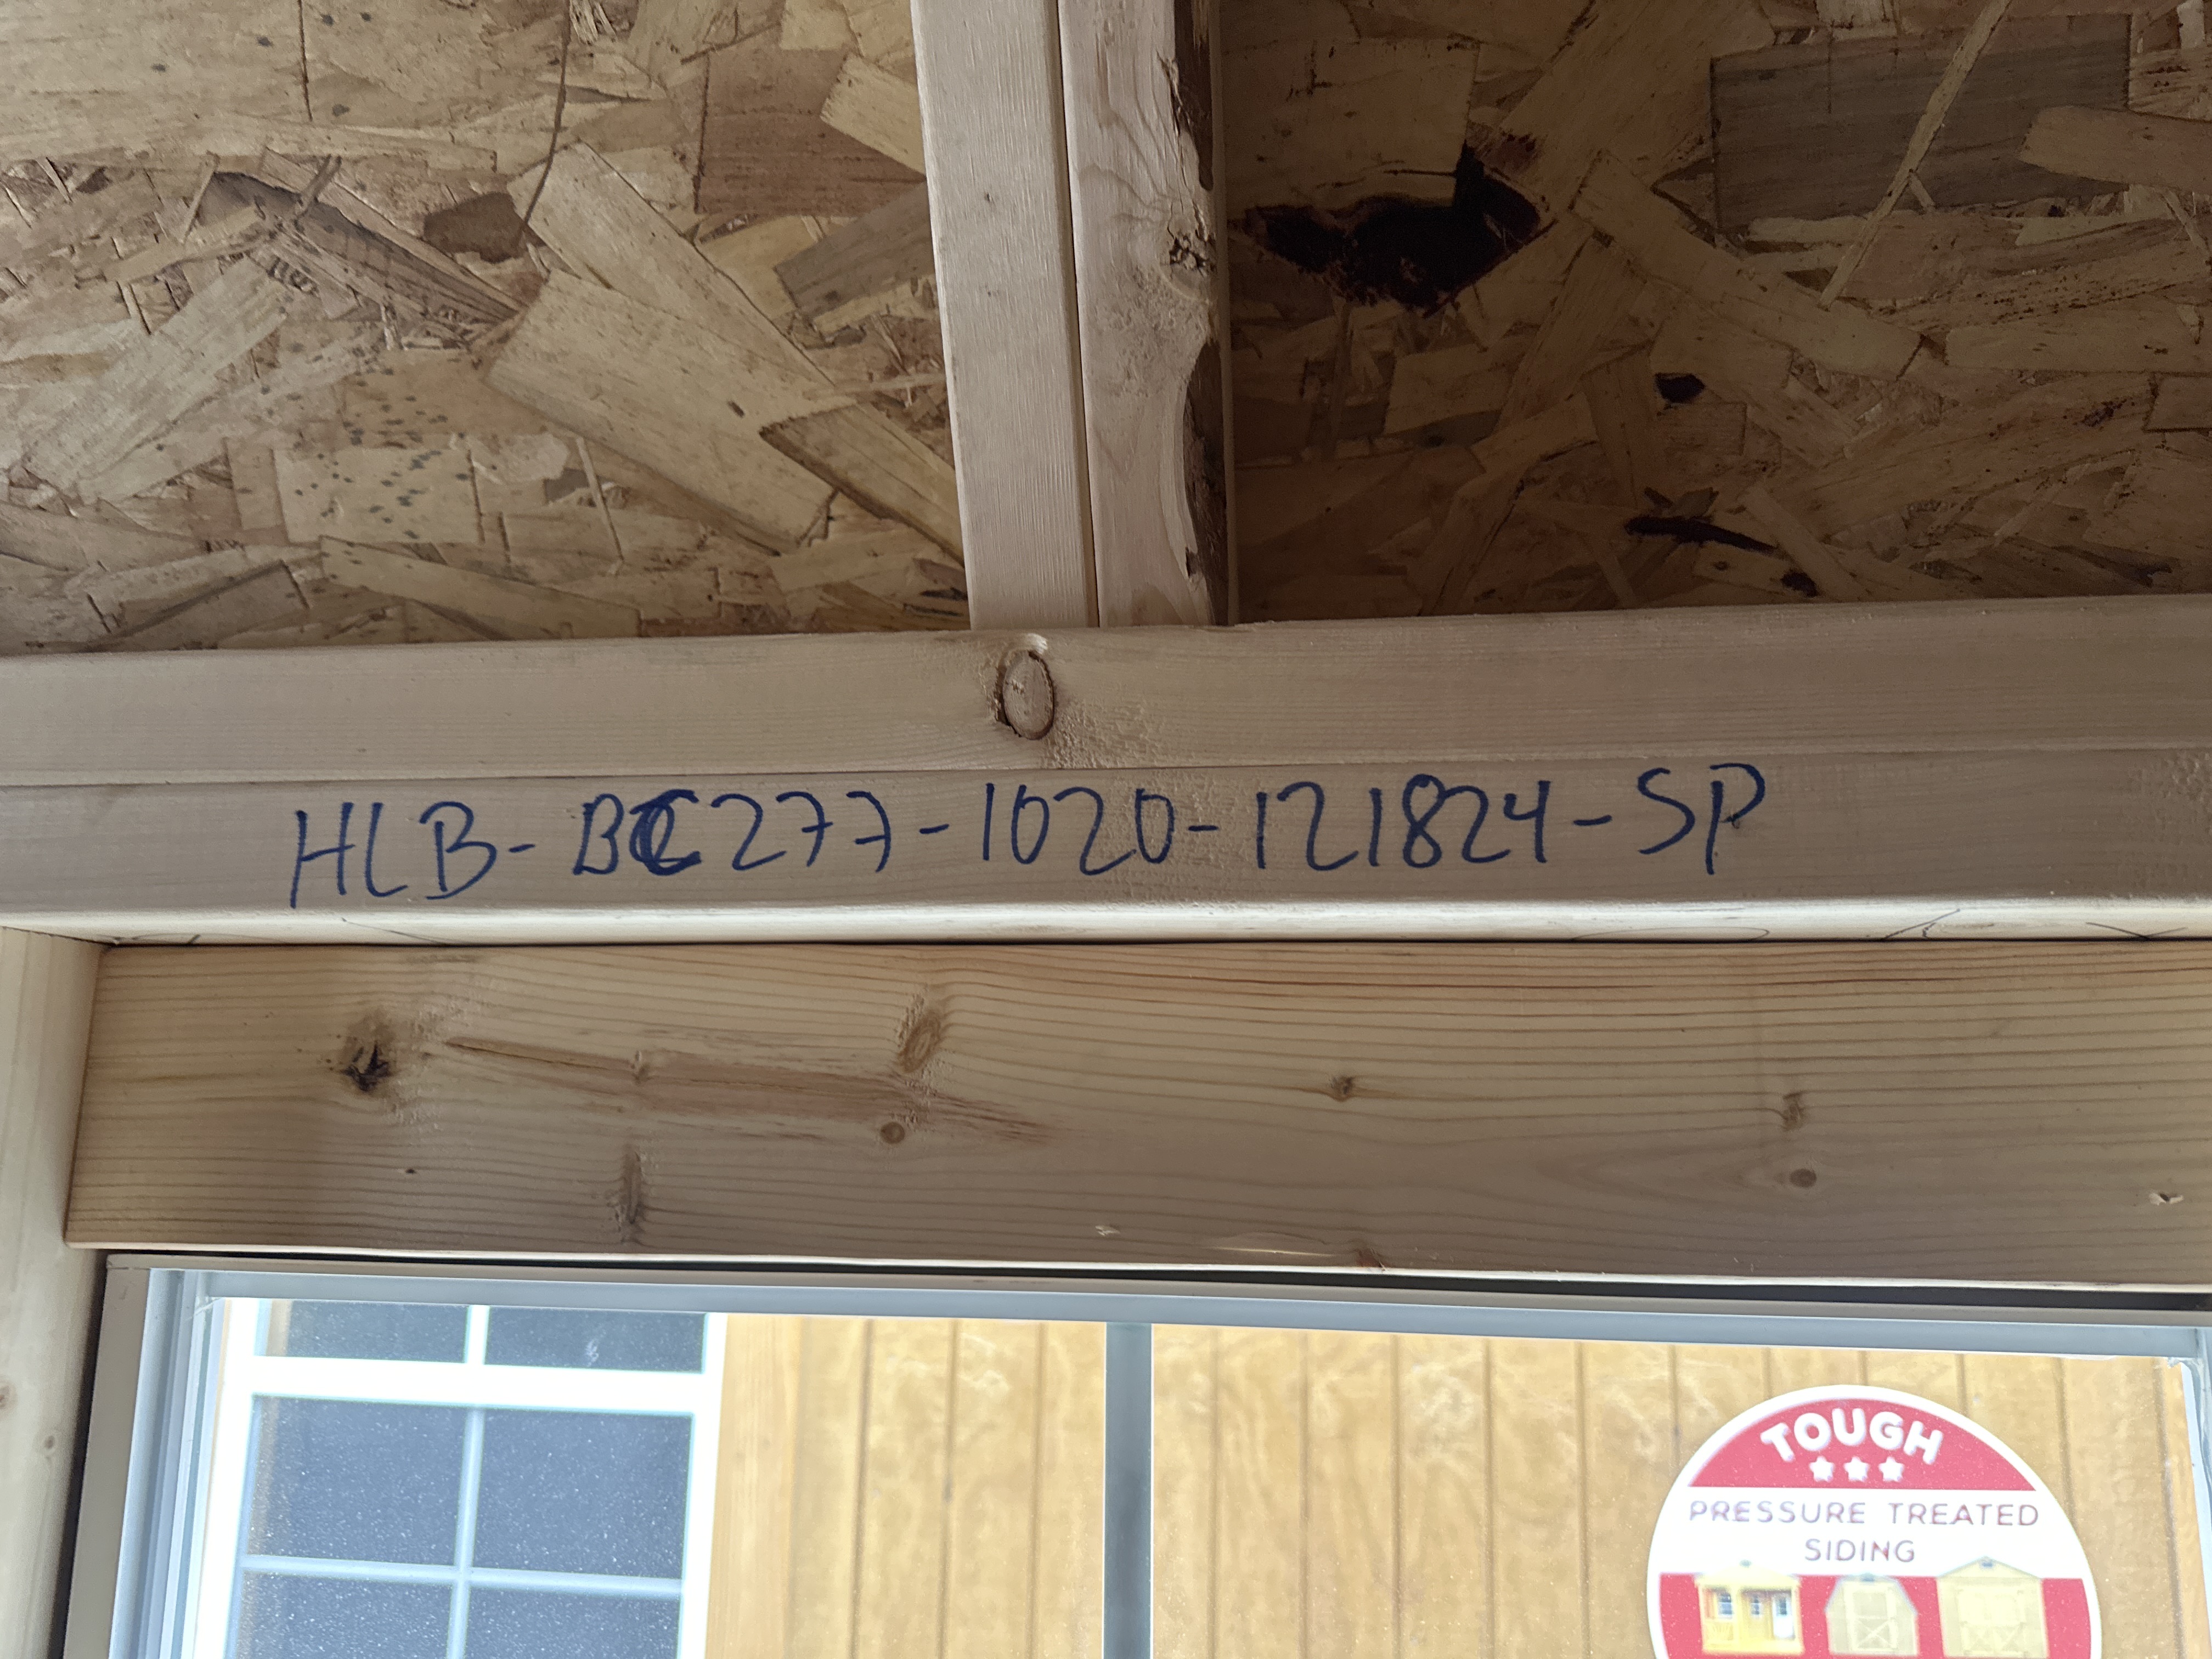 HLB-BC277-1020-121824-SP
TOUGH
PRESSURE TREATED
SIDING